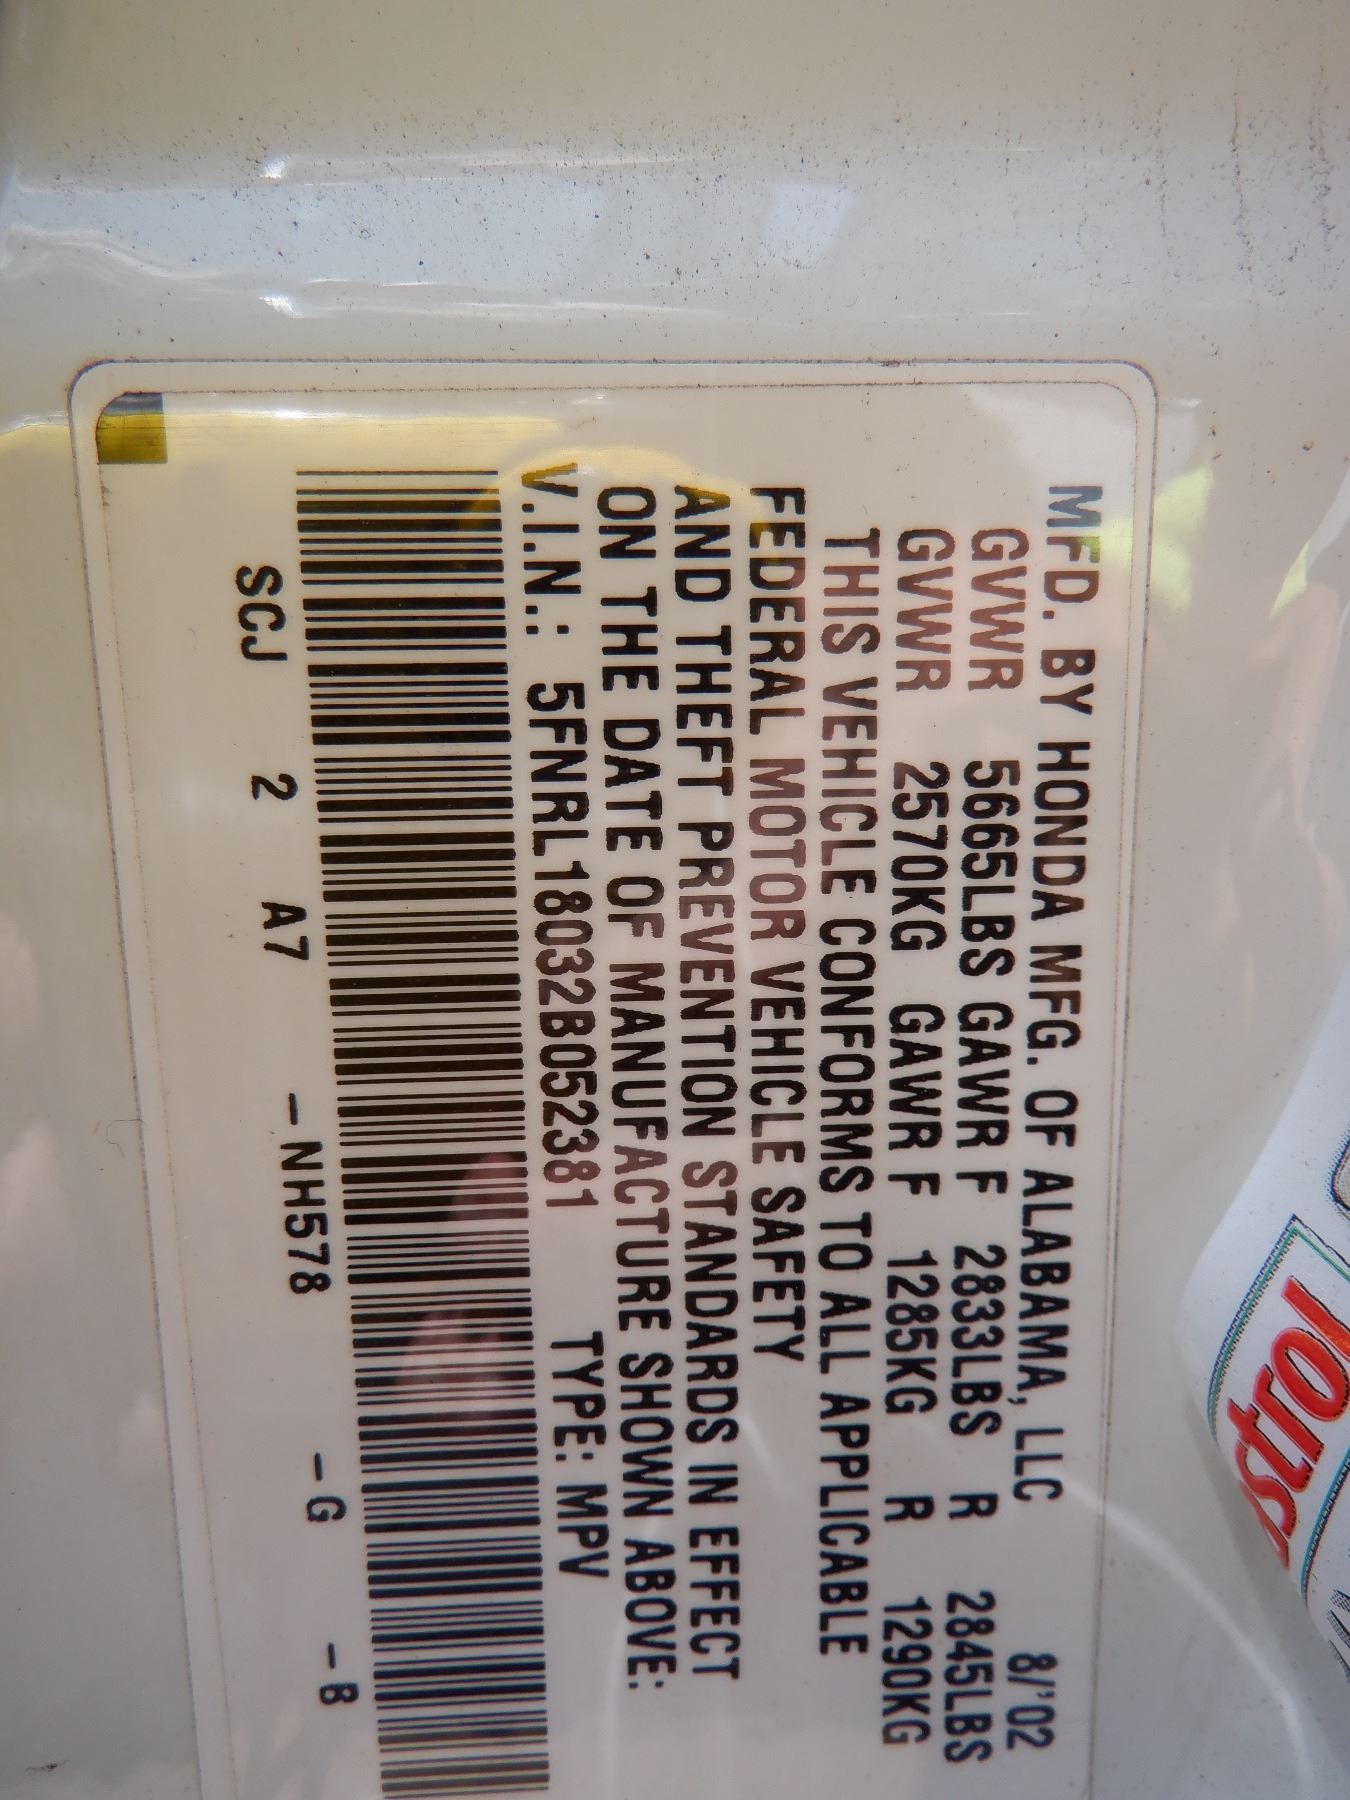 MFD. BY HONDA MFG. OF ALABAMA, LLC 8/'02
GVWR 5665LBS GAWR F 2833LBS R 2845LBS
GVWR 2570KG GAWR F 1285KG R 1290KG
THIS VEHICLE CONFORMS TO ALL APPLICABLE
FEDERAL MOTOR VEHICLE SAFETY
AND THEFT PREVENTION STANDARDS IN EFFECT
ON THE DATE OF MANUFACTURE SHOWN ABOVE:
V.I.N.: 5FNRL18032B052381 TYPE: MPV
SCJ 2 A7 -NH578 -G -B